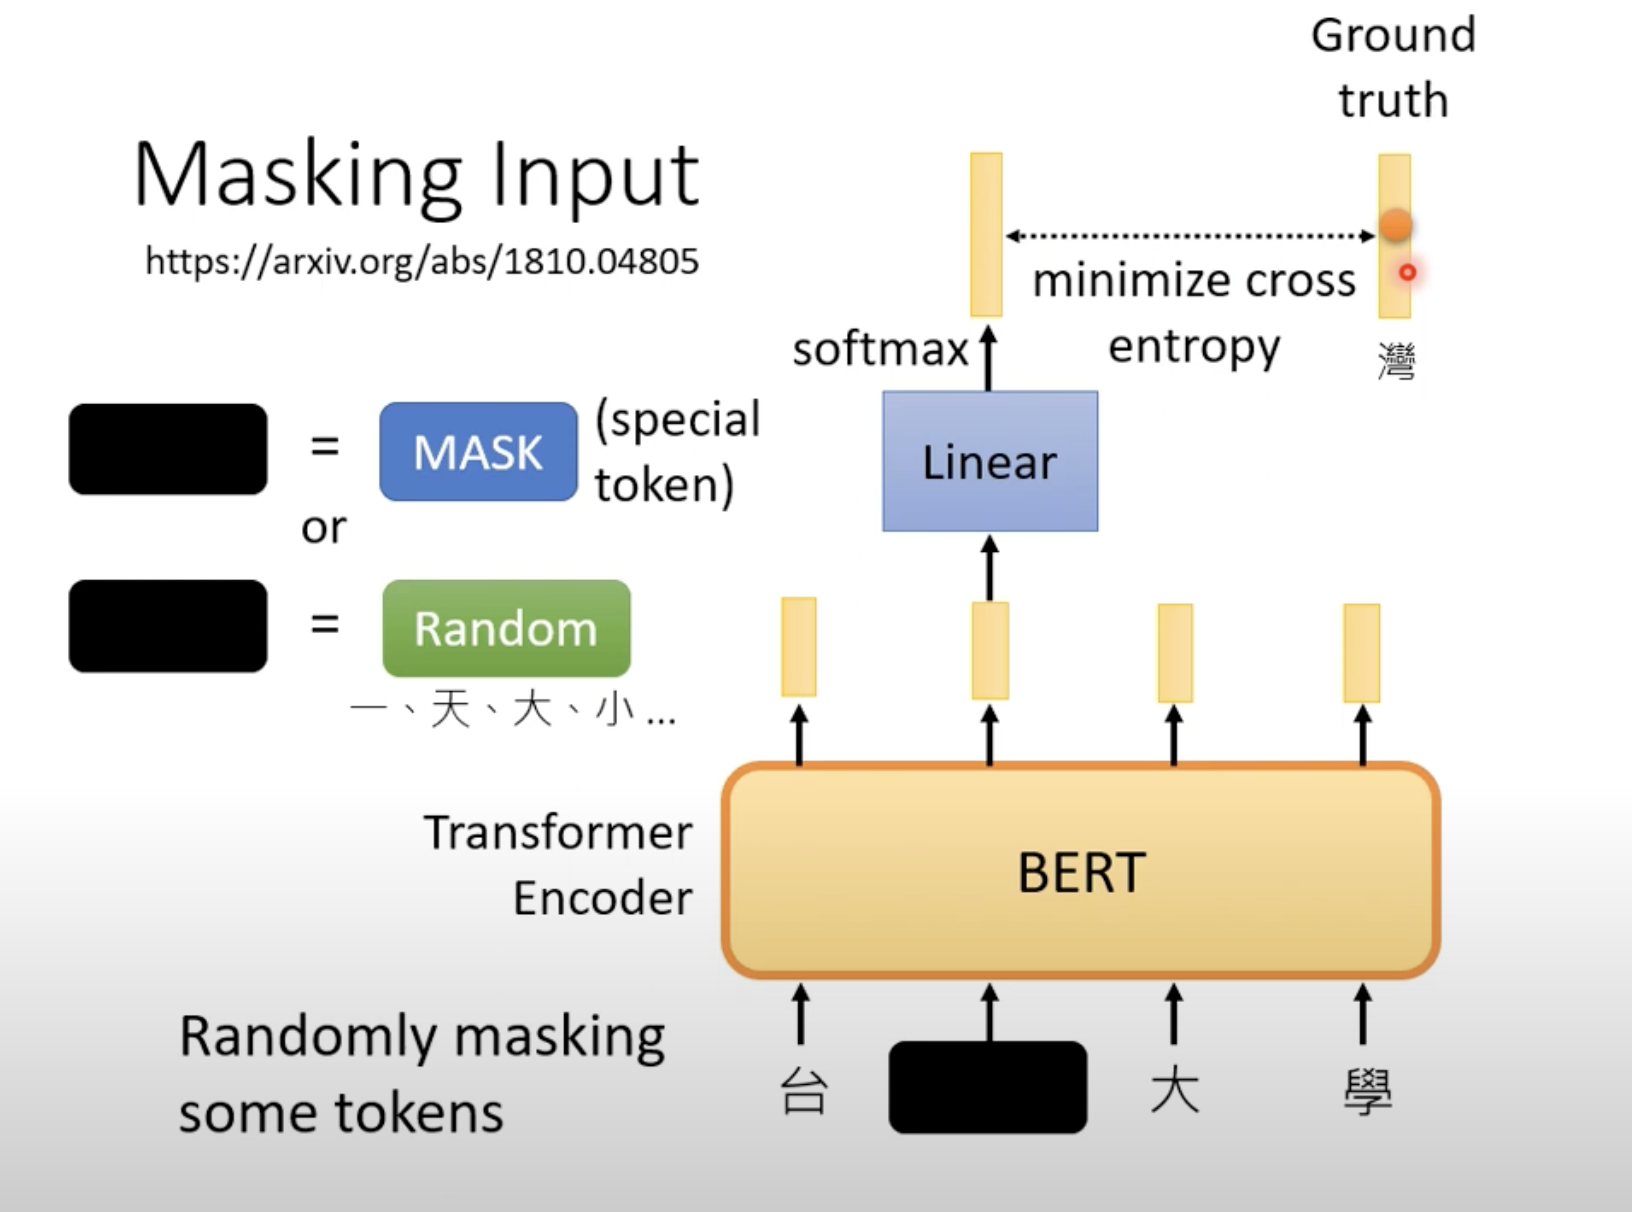 Ground
truth
Masking Input
https://arxiv.org/abs/1810.04805
minimize cross
entropy
softmax
灣
= MASK (special
token)
or
Linear
= Random
一、天、大、小 ...
Transformer
Encoder
BERT
Randomly masking
some tokens
台 大 學